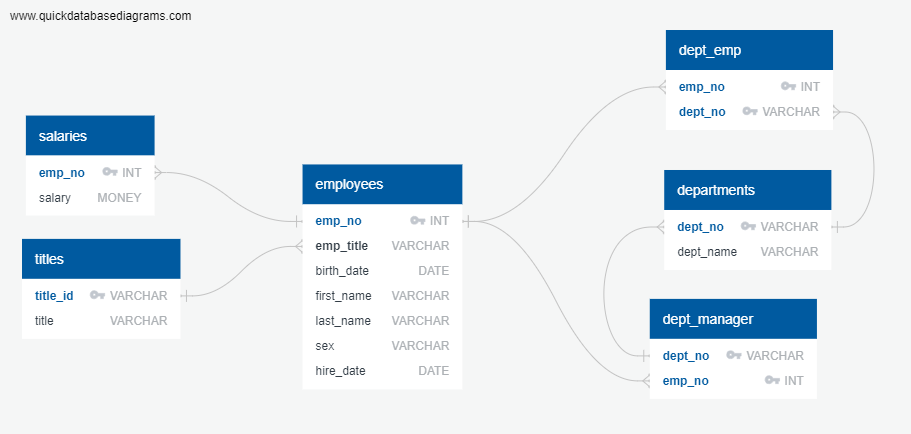 www.quickdatabasediagrams.com
salaries
emp_no INT
salary MONEY
titles
title_id VARCHAR
title VARCHAR
employees
emp_no INT
emp_title VARCHAR
birth_date DATE
first_name VARCHAR
last_name VARCHAR
sex VARCHAR
hire_date DATE
dept_emp
emp_no INT
dept_no VARCHAR
departments
dept_no VARCHAR
dept_name VARCHAR
dept_manager
dept_no VARCHAR
emp_no INT